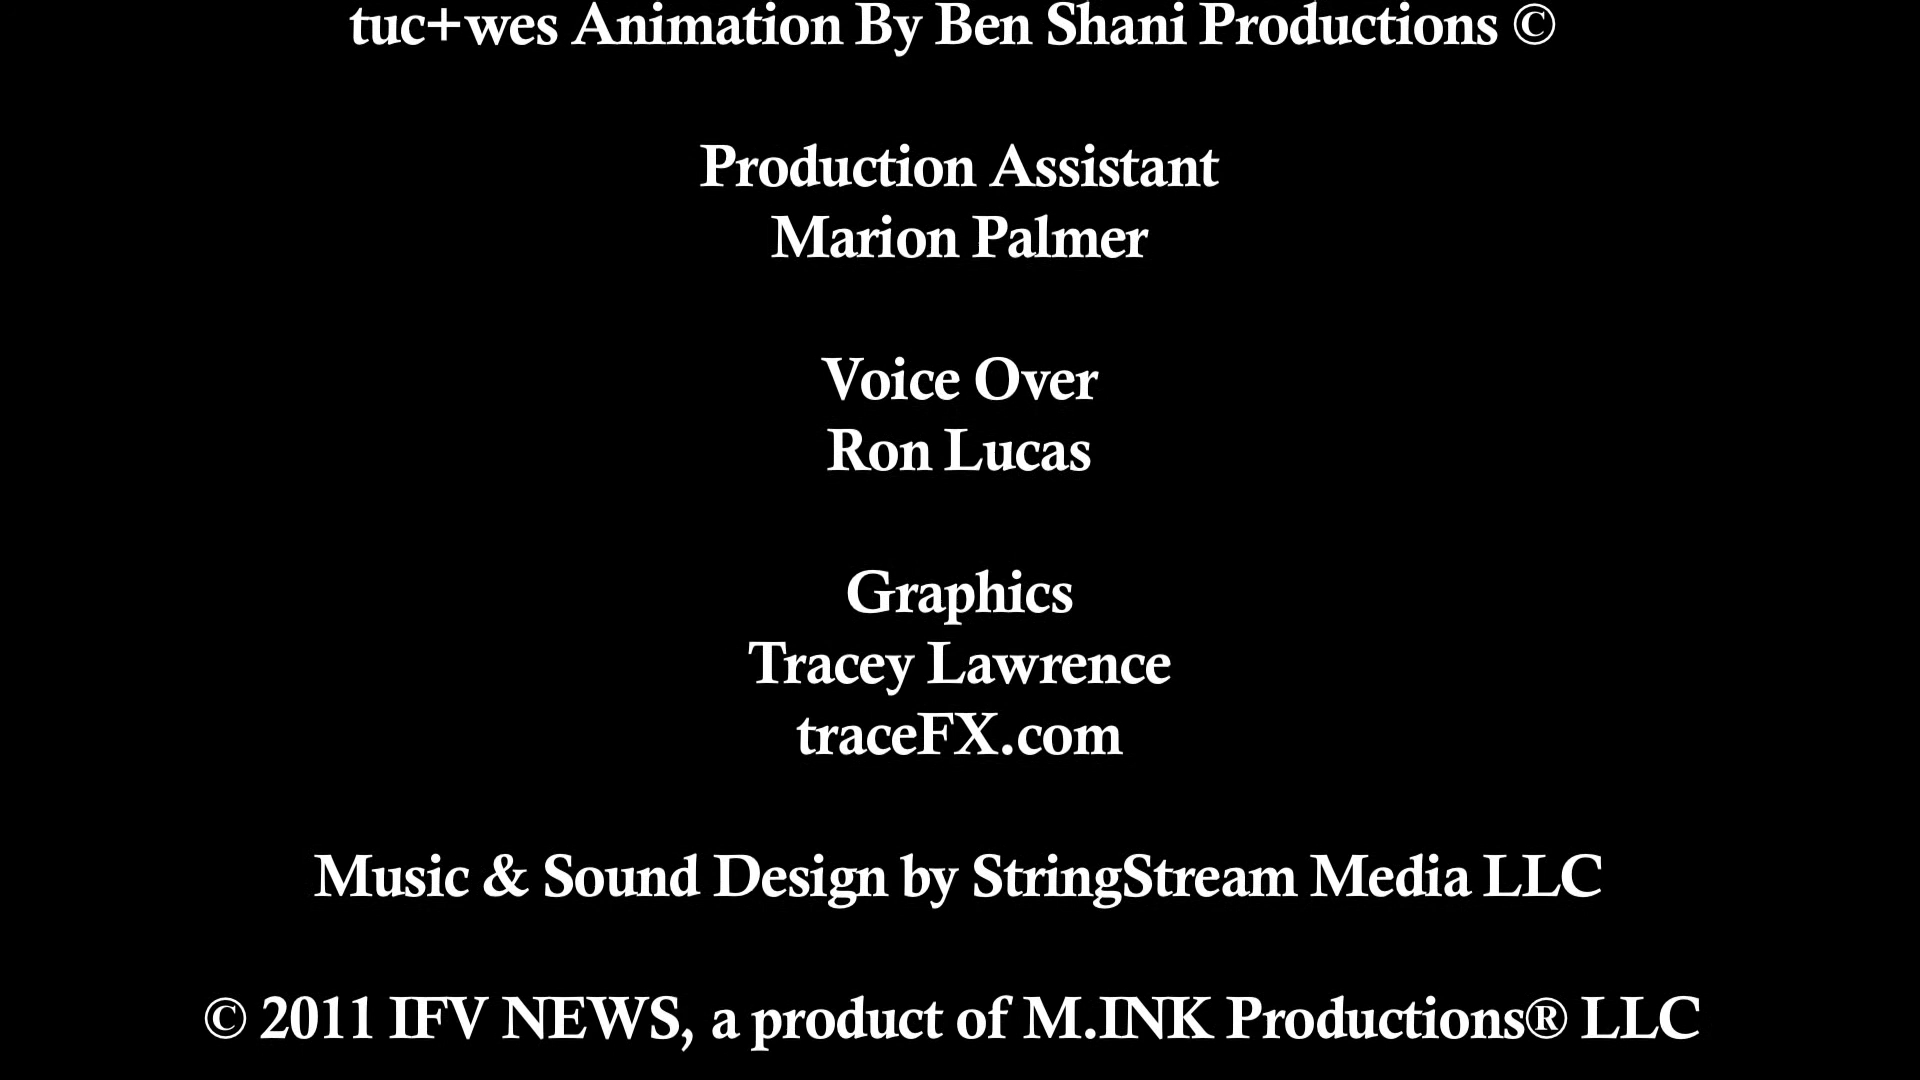 tuc+wes Animation By Ben Shani Productions ©
Production Assistant
Marion Palmer
Voice Over
Ron Lucas
Graphics
Tracey Lawrence
traceFX.com
Music & Sound Design by StringStream Media LLC
© 2011 IFV NEWS, a product of M.INK Productions® LLC